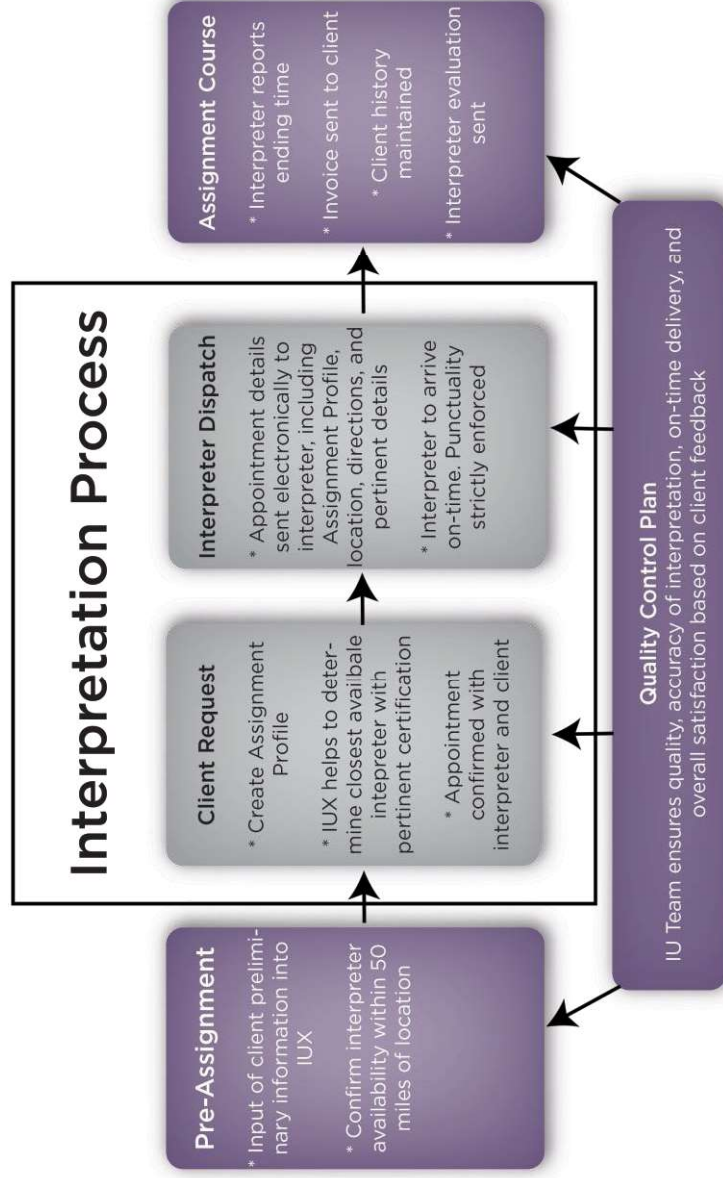 Interpretation Process
Pre-Assignment
* Input of client prelimi-
nary information into
IUX
* Confirm interpreter
availability within 50
miles of location
Client Request
* Create Assignment
Profile
* IUX helps to deter-
mine closest availbale
intepreter with
pertinent certification
* Appointment
confirmed with
interpreter and client
Interpreter Dispatch
* Appointment details
sent electronically to
interpreter, including
Assignment Profile,
location, directions, and
pertinent details
* Interpreter to arrive
on-time. Punctuality
strictly enforced
Assignment Course
* Interpreter reports
ending time
* Invoice sent to client
* Client history
maintained
* Interpreter evaluation
sent
Quality Control Plan
IU Team ensures quality, accuracy of interpretation, on-time delivery, and
overall satisfaction based on client feedback